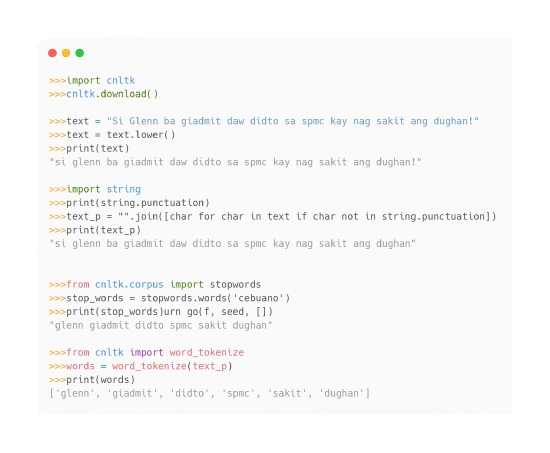 >>>import cnltk
>>>cnltk.download()
>>>text = "Si Glenn ba giadmit daw didto sa spmc kay nag sakit ang dughan!"
>>>text = text.lower()
>>>print(text)
"si glenn ba giadmit daw didto sa spmc kay nag sakit ang dughan!"
>>>import string
>>>print(string.punctuation)
>>>text_p = "".join([char for char in text if char not in string.punctuation])
>>>print(text_p)
"si glenn ba giadmit daw didto sa spmc kay nag sakit ang dughan"
>>>from cnltk.corpus import stopwords
>>>stop_words = stopwords.words('cebuano')
>>>print(stop_words)urn go(f, seed, [])
"glenn giadmit didto spmc sakit dughan"
>>>from cnltk import word_tokenize
>>>words = word_tokenize(text_p)
>>>print(words)
['glenn', 'giadmit', 'didto', 'spmc', 'sakit', 'dughan']